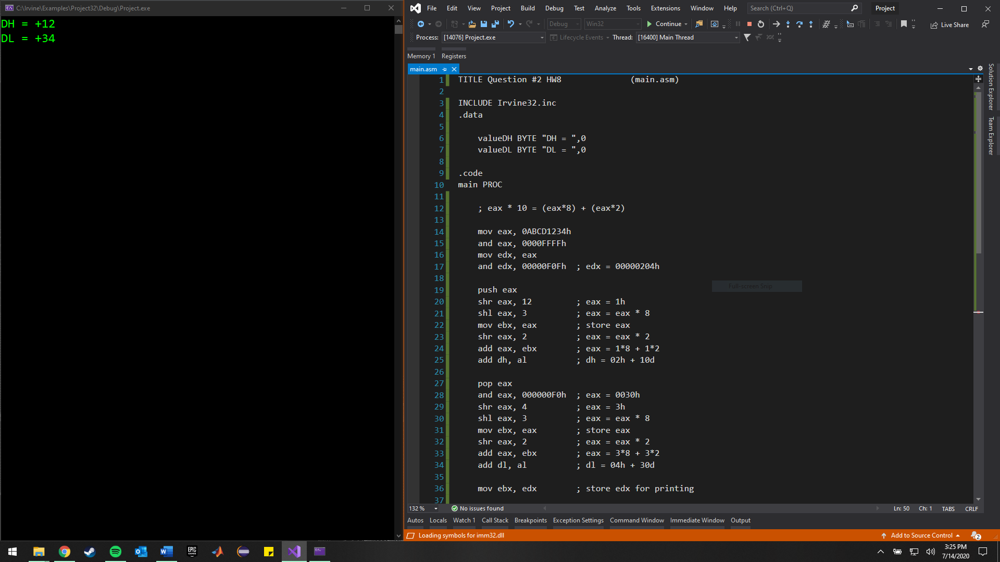 C:\Irvine\Examples\Project32\Debug\Project.exe
DH = +12
DL = +34
File Edit View Project Build Debug Test Analyze Tools Extensions Window Help Search (Ctrl+Q) Project
Debug Win32 Continue Live Share
Process: [14076] Project.exe Lifecycle Events Thread: [16400] Main Thread
Memory 1 Registers
main.asm
Solution Explorer
Team Explorer
1 TITLE Question #2 HW8 (main.asm)
2
3 INCLUDE Irvine32.inc
4 .data
5
6 valueDH BYTE "DH = ",0
7 valueDL BYTE "DL = ",0
8
9 .code
10 main PROC
11
12 ; eax * 10 = (eax*8) + (eax*2)
13
14 mov eax, 0ABCD1234h
15 and eax, 0000FFFFh
16 mov edx, eax
17 and edx, 00000F0Fh ; edx = 00000204h
18
Full-screen Snip
19 push eax
20 shr eax, 12 ; eax = 1h
21 shl eax, 3 ; eax = eax * 8
22 mov ebx, eax ; store eax
23 shr eax, 2 ; eax = eax * 2
24 add eax, ebx ; eax = 1*8 + 1*2
25 add dh, al ; dh = 02h + 10d
26
27 pop eax
28 and eax, 000000F0h ; eax = 0030h
29 shr eax, 4 ; eax = 3h
30 shl eax, 3 ; eax = eax * 8
31 mov ebx, eax ; store eax
32 shr eax, 2 ; eax = eax * 2
33 add eax, ebx ; eax = 3*8 + 3*2
34 add dl, al ; dl = 04h + 30d
35
36 mov ebx, edx ; store edx for printing
37
132 % No issues found Ln: 50 Ch: 1 TABS CRLF
Autos Locals Watch 1 Call Stack Breakpoints Exception Settings Command Window Immediate Window Output
Loading symbols for imm32.dll Add to Source Control 2
EPIC GAMES
3:25 PM
7/14/2020